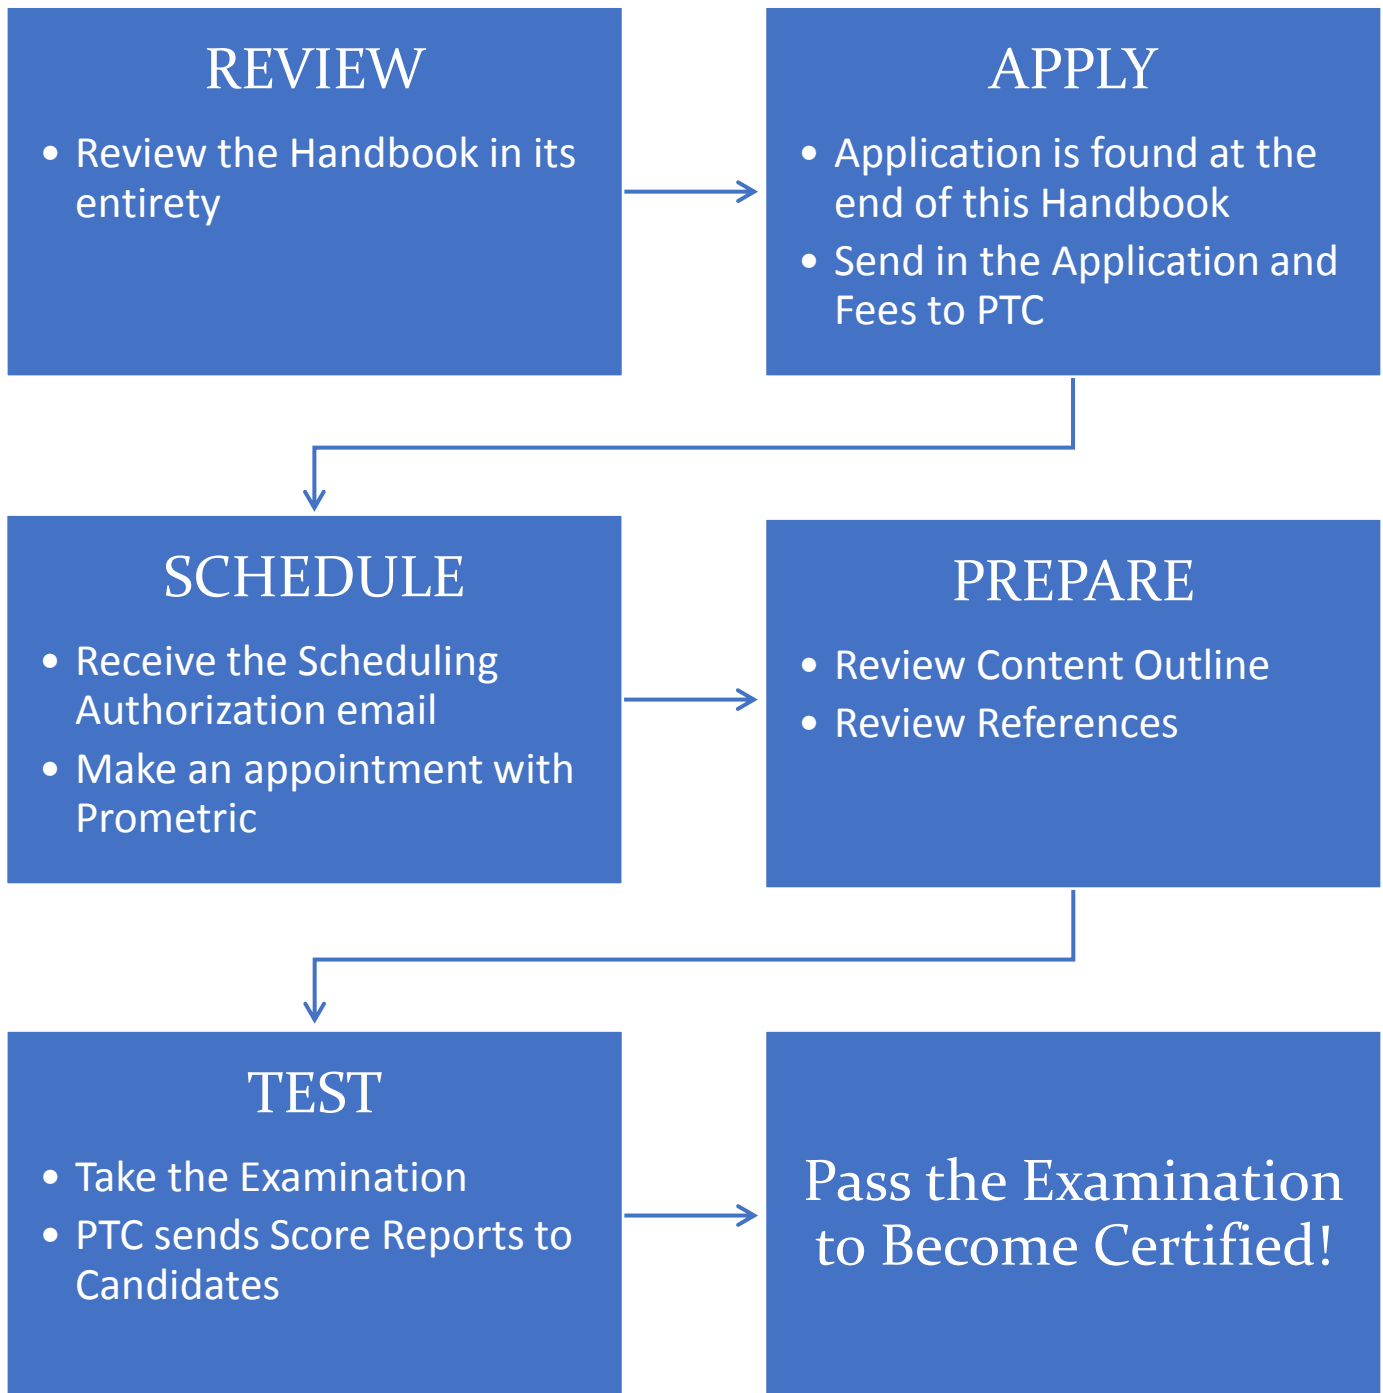 REVIEW
• Review the Handbook in its
entirety
APPLY
• Application is found at the
end of this Handbook
• Send in the Application and
Fees to PTC
SCHEDULE
• Receive the Scheduling
Authorization email
• Make an appointment with
Prometric
PREPARE
• Review Content Outline
• Review References
TEST
• Take the Examination
• PTC sends Score Reports to
Candidates
Pass the Examination
to Become Certified!